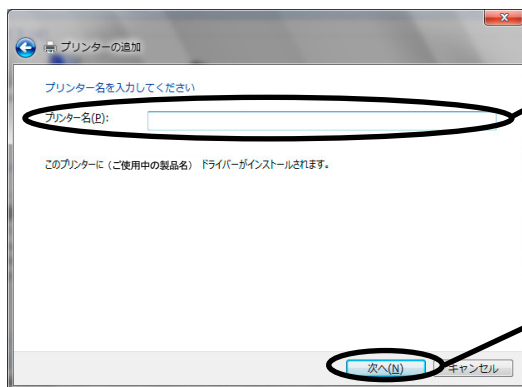 プリンターの追加
プリンター名を入力してください
プリンター名(P):
このプリンターに（ご使用中の製品名） ドライバーがインストールされます。
次へ(N) キャンセル